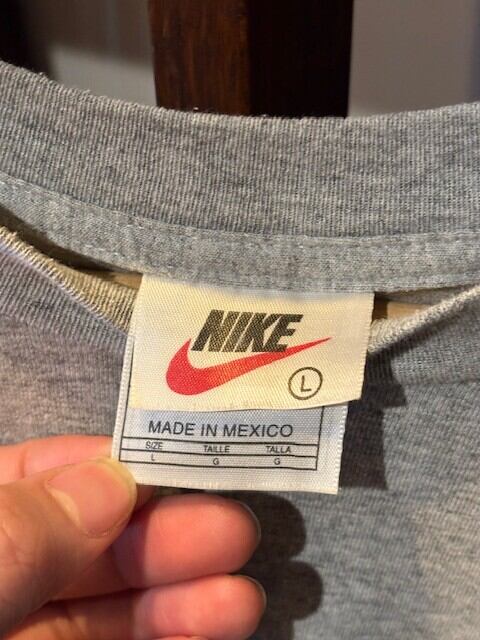 NIKE
L
MADE IN MEXICO
SIZE TAILLE TALLA
L G G